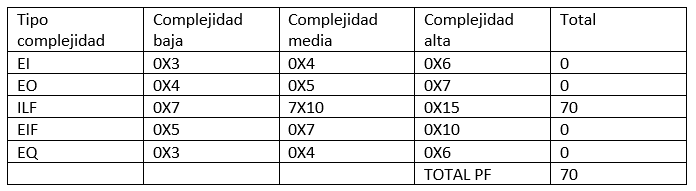 Tipo complejidad Complejidad baja Complejidad media Complejidad alta Total
EI 0X3 0X4 0X6 0
EO 0X4 0X5 0X7 0
ILF 0X7 7X10 0X15 70
EIF 0X5 0X7 0X10 0
EQ 0X3 0X4 0X6 0
TOTAL PF 70